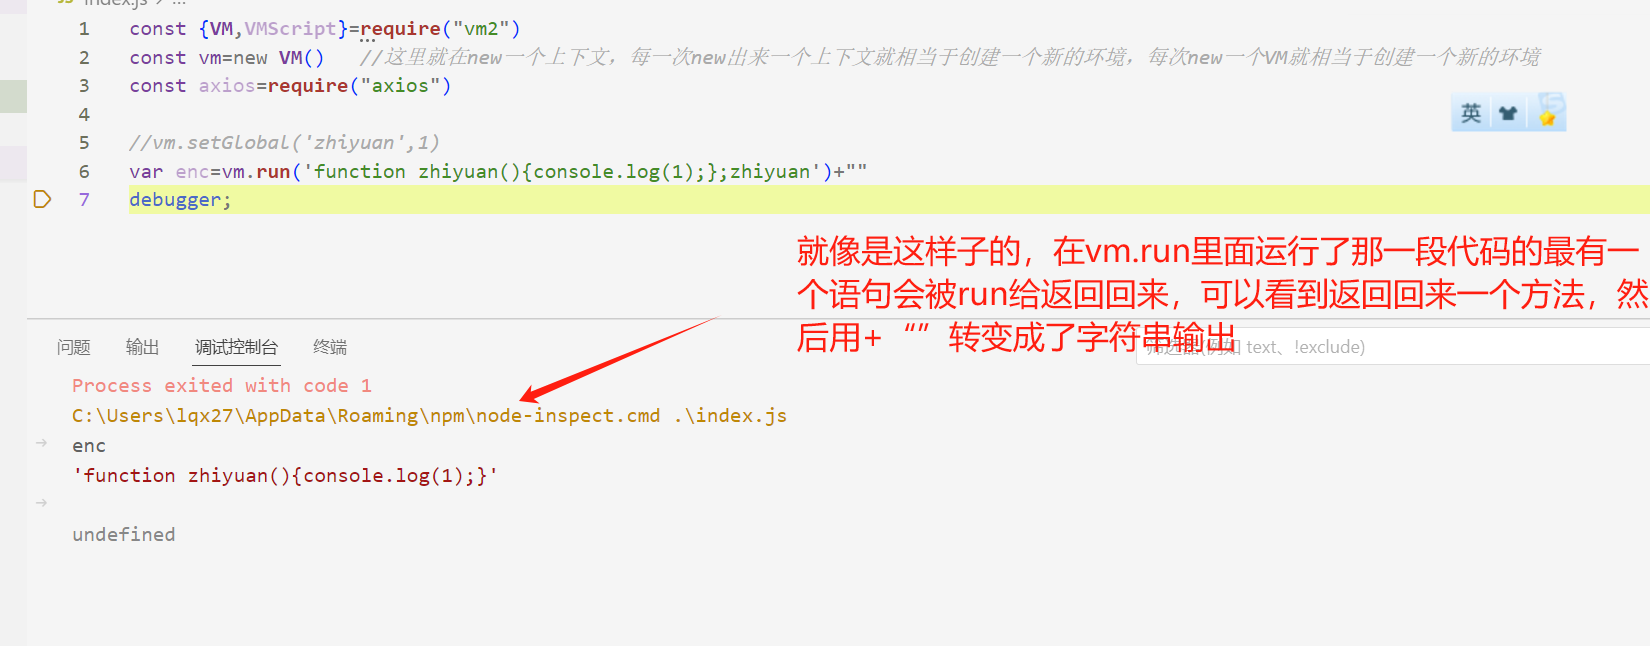 index.js > ...
1 const {VM,VMScript}=require("vm2")
2 const vm=new VM() //这里就在new一个上下文，每一次new出来一个上下文就相当于创建一个新的环境，每次new一个VM就相当于创建一个新的环境
3 const axios=require("axios")
4
5 //vm.setGlobal('zhiyuan',1)
6 var enc=vm.run('function zhiyuan(){console.log(1);};zhiyuan')+""
7 debugger;
英
就像是这样子的，在vm.run里面运行了那一段代码的最有一
个语句会被run给返回回来，可以看到返回回来一个方法，然
后用+“”转变成了字符串输出
问题 输出 调试控制台 终端 筛选器(例如 text、!exclude)
Process exited with code 1
C:\Users\lqx27\AppData\Roaming\npm\node-inspect.cmd .\index.js
enc
'function zhiyuan(){console.log(1);}'
undefined